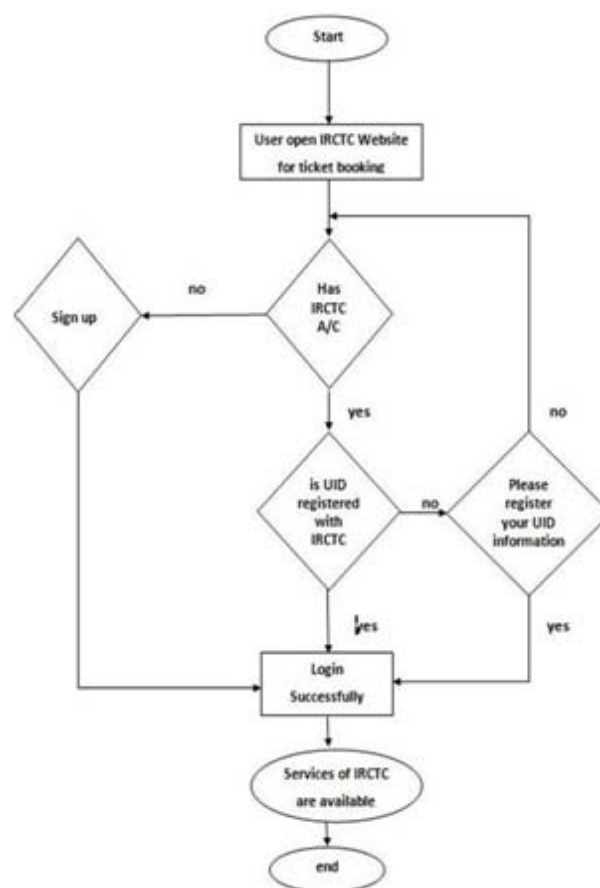 Start
User open IRCTC Website
for ticket booking
no
Has
IRCTC
A/C
Sign up
yes
no
is UID
registered
with
IRCTC
no
Please
register
your UID
information
yes
yes
Login
Successfully
Services of IRCTC
are available
end